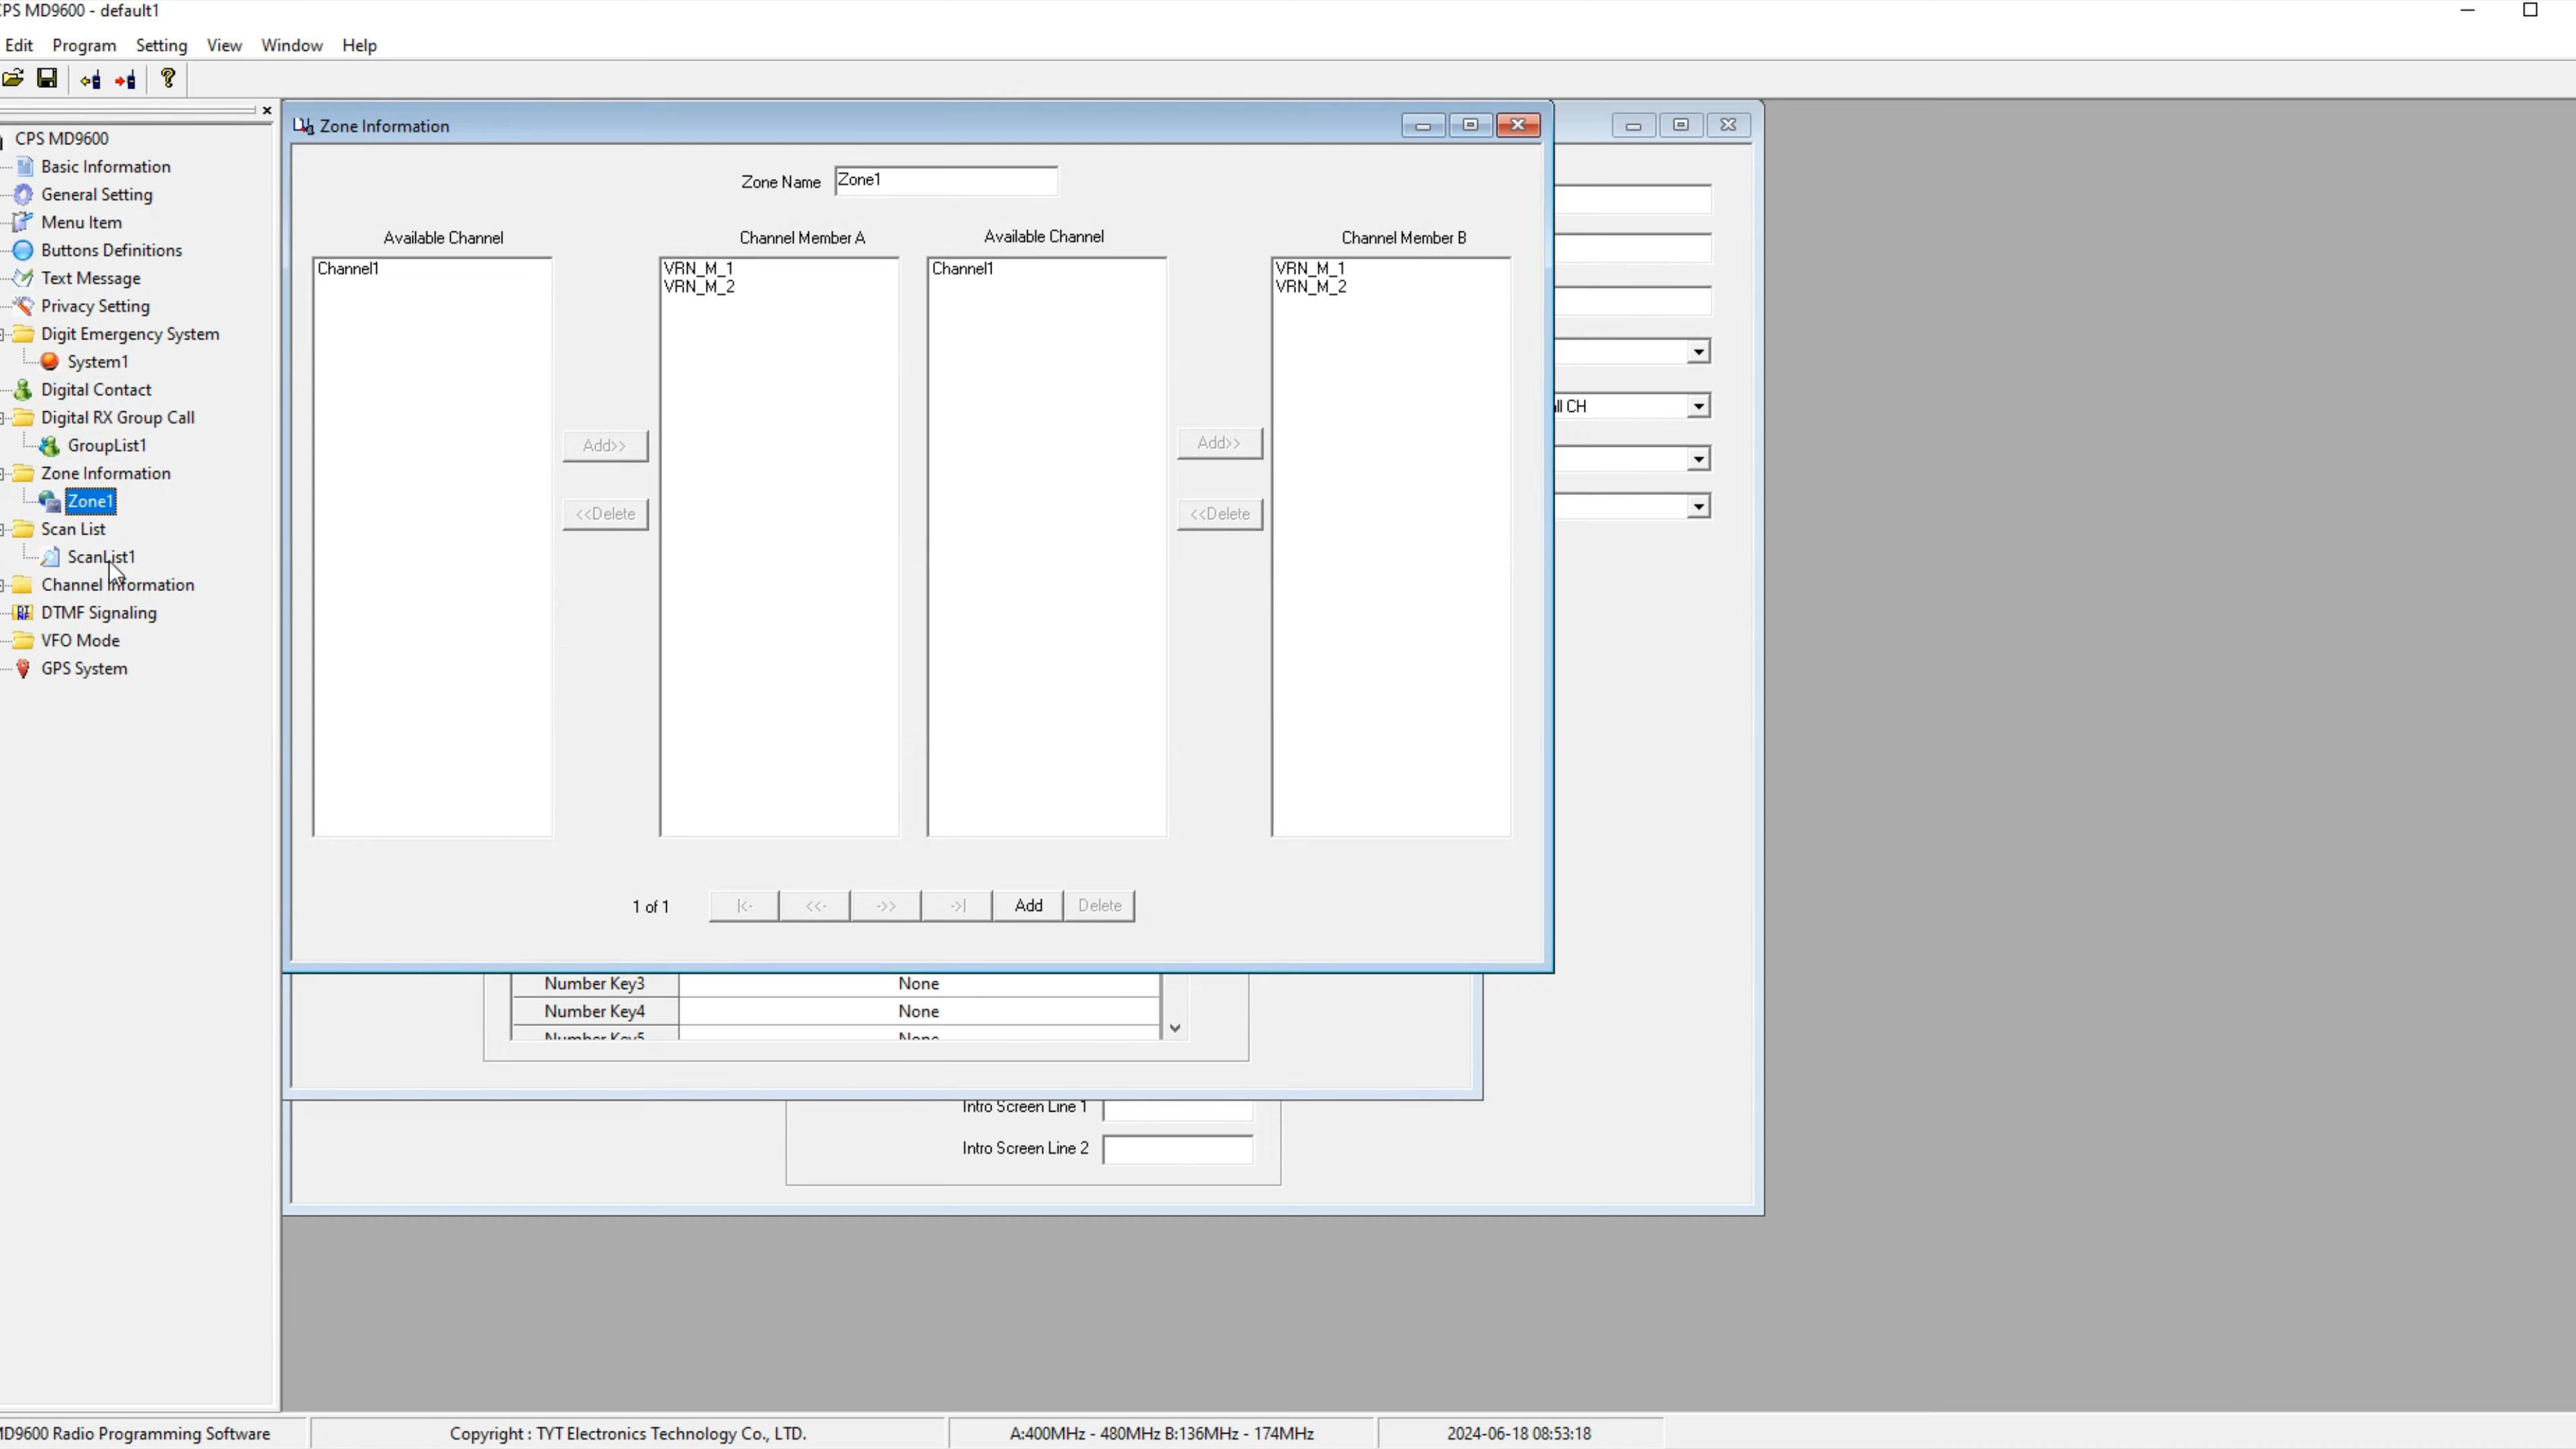 CPS MD9600 - default1
Edit Program Setting View Window Help
CPS MD9600
Basic Information
General Setting
Menu Item
Buttons Definitions
Text Message
Privacy Setting
Digit Emergency System
System1
Digital Contact
Digital RX Group Call
GroupList1
Zone Information
Zone1
Scan List
ScanList1
Channel Information
DTMF Signaling
VFO Mode
GPS System
Zone Information
Zone Name Zone1
Available Channel Channel Member A Available Channel Channel Member B
Channel1 VRN_M_1 Channel1 VRN_M_1
VRN_M_2 VRN_M_2
Add>> Add>>
<<Delete <<Delete
1 of 1 |<- <<- ->> ->| Add Delete
CH
Number Key3 None
Number Key4 None
Number Key5 None
Intro Screen Line 1
Intro Screen Line 2
MD9600 Radio Programming Software Copyright : TYT Electronics Technology Co., LTD. A:400MHz - 480MHz B:136MHz - 174MHz 2024-06-18 08:53:18